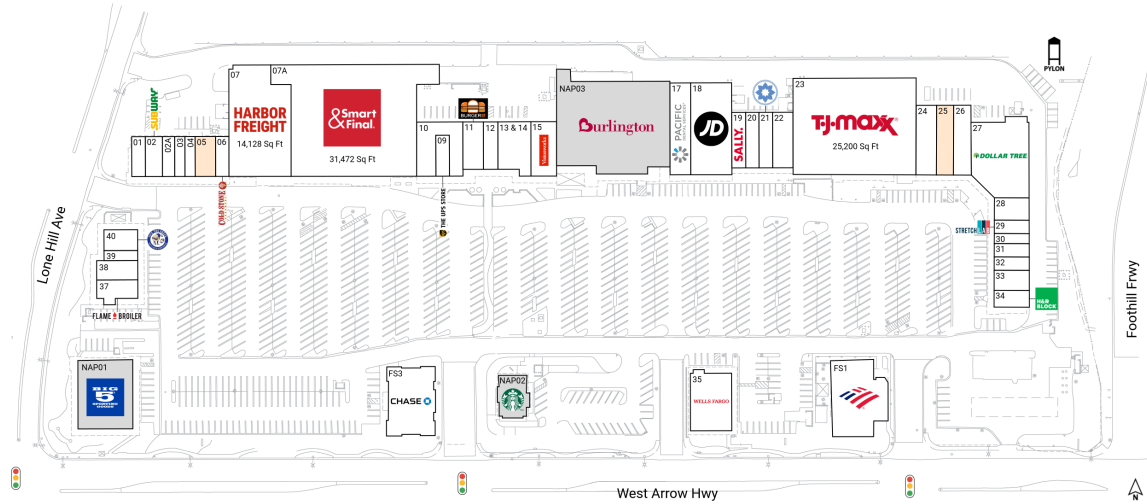 PYLON
07
07A
NAP03
17
18
23
SUBWAY
HARBOR
FREIGHT
14,128 Sq Ft
&Smart
Final.
31,472 Sq Ft
BURGERIM
Burlington
PACIFIC
JD
T·J·maxx
25,200 Sq Ft
01
02
02A
03
04
05
06
10
09
11
12
13 & 14
15
19
20
21
22
SALLY.
24
25
26
27
DOLLAR TREE
COLD STONE
THE UPS STORE
28
29
30
31
32
33
34
STRETCH
H&R
BLOCK
Lone Hill Ave
Foothill Frwy
40
39
38
37
FLAME BROILER
NAP01
BIG
5
SPORTING
GOODS
FS3
CHASE
NAP02
35
WELLS FARGO
FS1
West Arrow Hwy
N